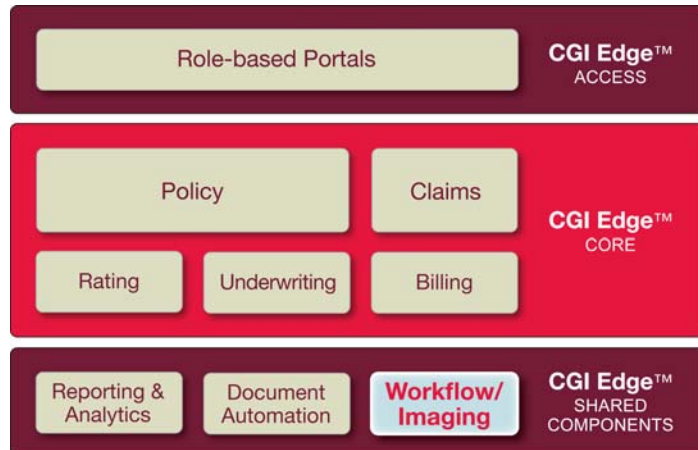 Role-based Portals
CGI Edge™
ACCESS
Policy
Claims
CGI Edge™
CORE
Rating
Underwriting
Billing
Reporting &
Analytics
Document
Automation
Workflow/
Imaging
CGI Edge™
SHARED
COMPONENTS